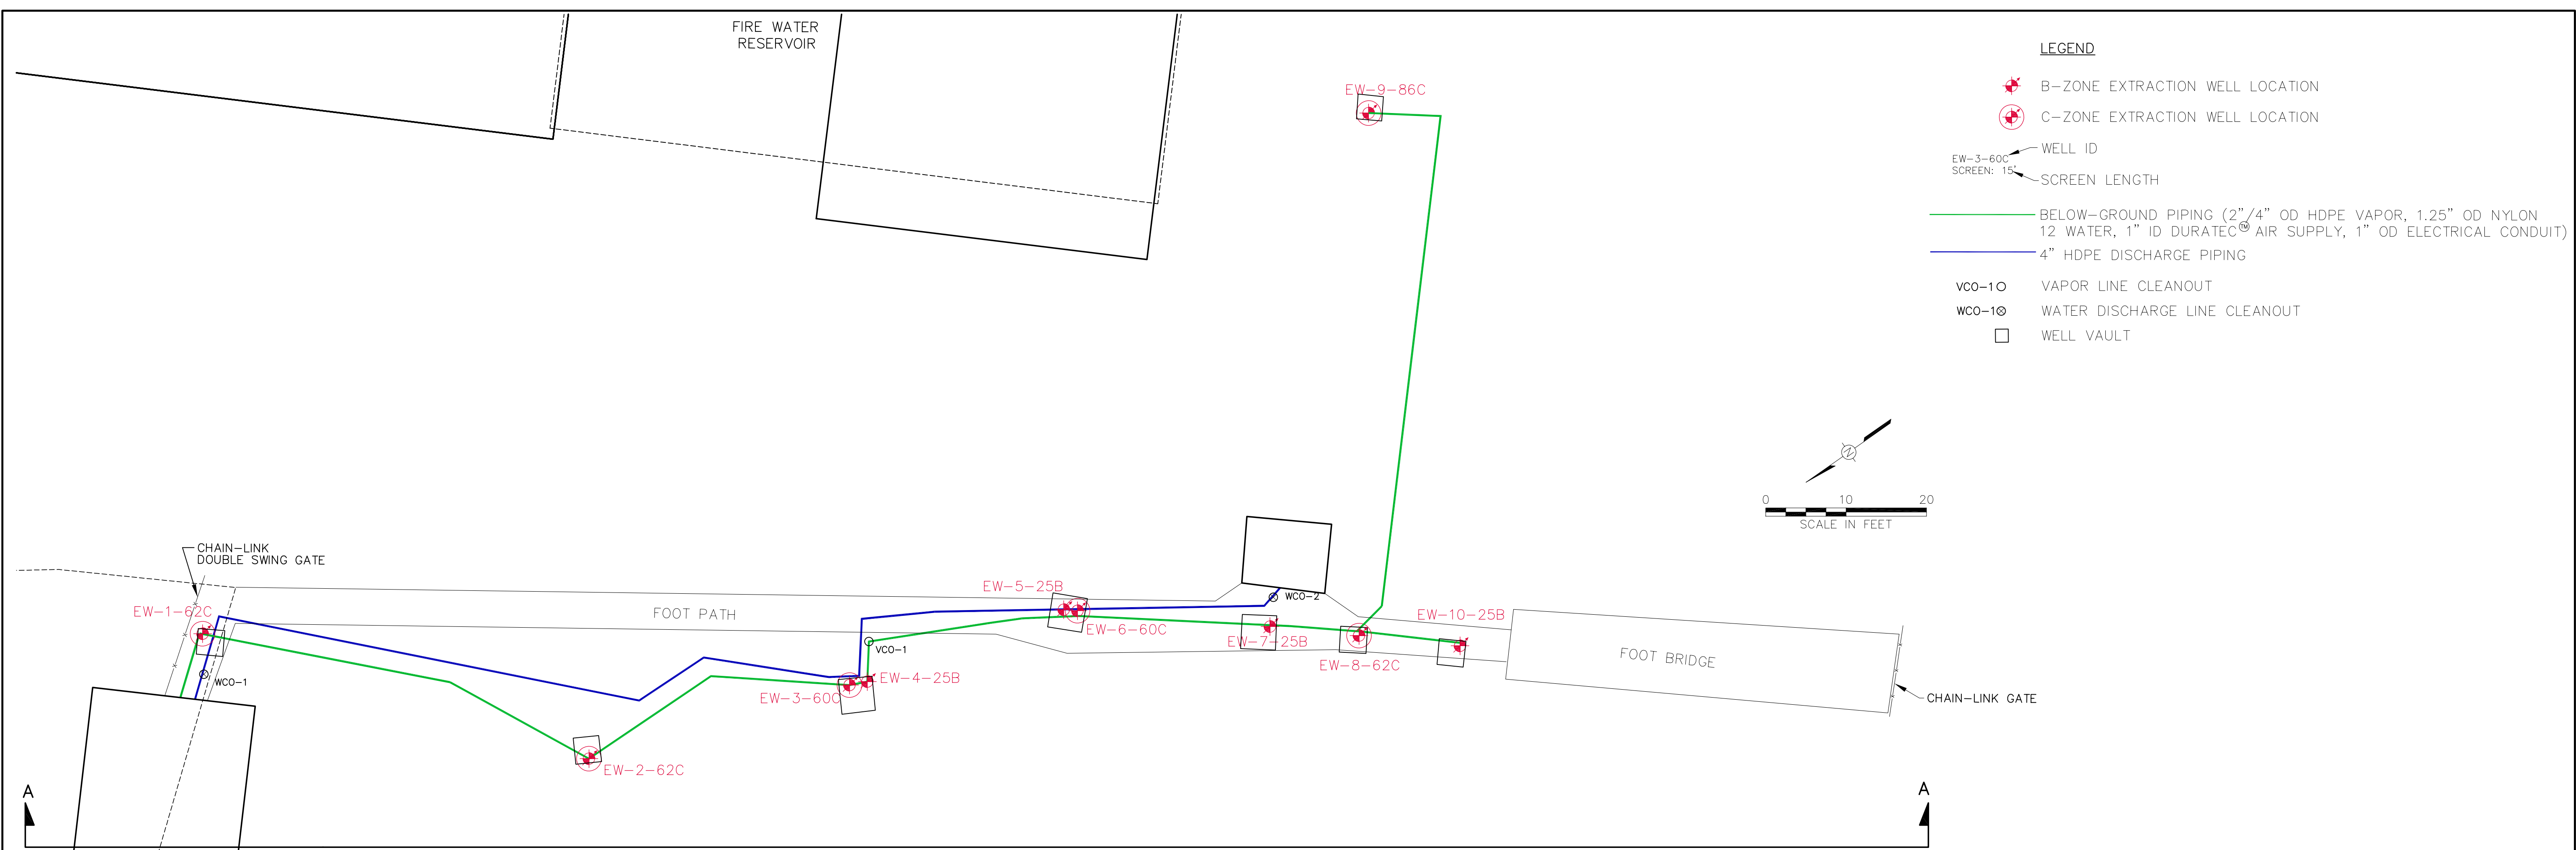 FIRE WATER
RESERVOIR
EW-9-86C
LEGEND
B-ZONE EXTRACTION WELL LOCATION
C-ZONE EXTRACTION WELL LOCATION
WELL ID
EW-3-60C
SCREEN: 15'
SCREEN LENGTH
BELOW-GROUND PIPING (2"/4" OD HDPE VAPOR, 1.25" OD NYLON
12 WATER, 1" ID DURATEC™ AIR SUPPLY, 1" OD ELECTRICAL CONDUIT)
4" HDPE DISCHARGE PIPING
VCO-1 VAPOR LINE CLEANOUT
WCO-1 WATER DISCHARGE LINE CLEANOUT
WELL VAULT
N
0 10 20
SCALE IN FEET
CHAIN-LINK
DOUBLE SWING GATE
EW-1-62C
WCO-1
FOOT PATH
EW-2-62C
EW-3-60C
EW-4-25B
VCO-1
EW-5-25B
EW-6-60C
WCO-2
EW-7-25B
EW-8-62C
EW-10-25B
FOOT BRIDGE
CHAIN-LINK GATE
A
A